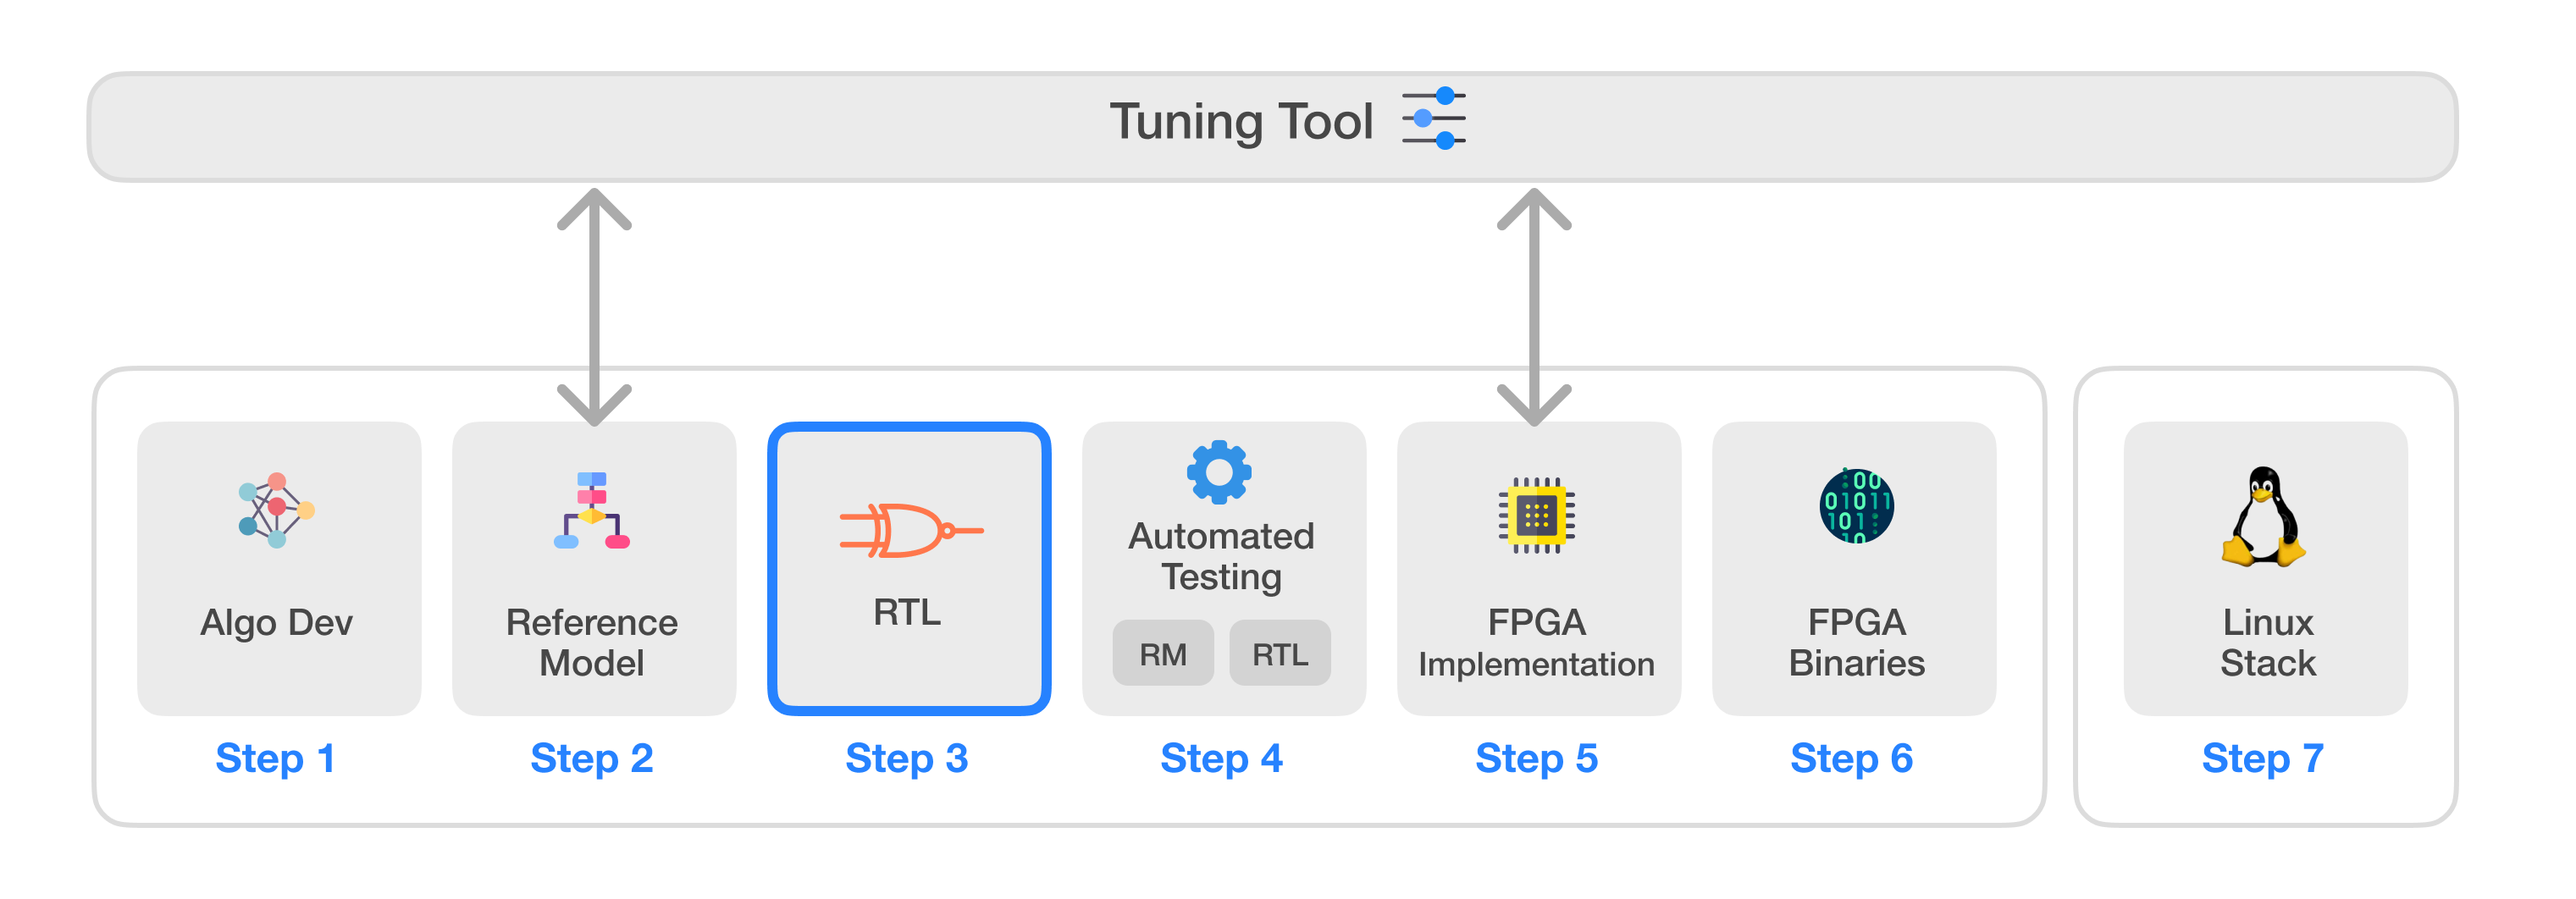 Tuning Tool
Algo Dev
Reference
Model
RTL
Automated
Testing
RM
RTL
FPGA
Implementation
00
01011
101
10
FPGA
Binaries
Linux
Stack
Step 1
Step 2
Step 3
Step 4
Step 5
Step 6
Step 7